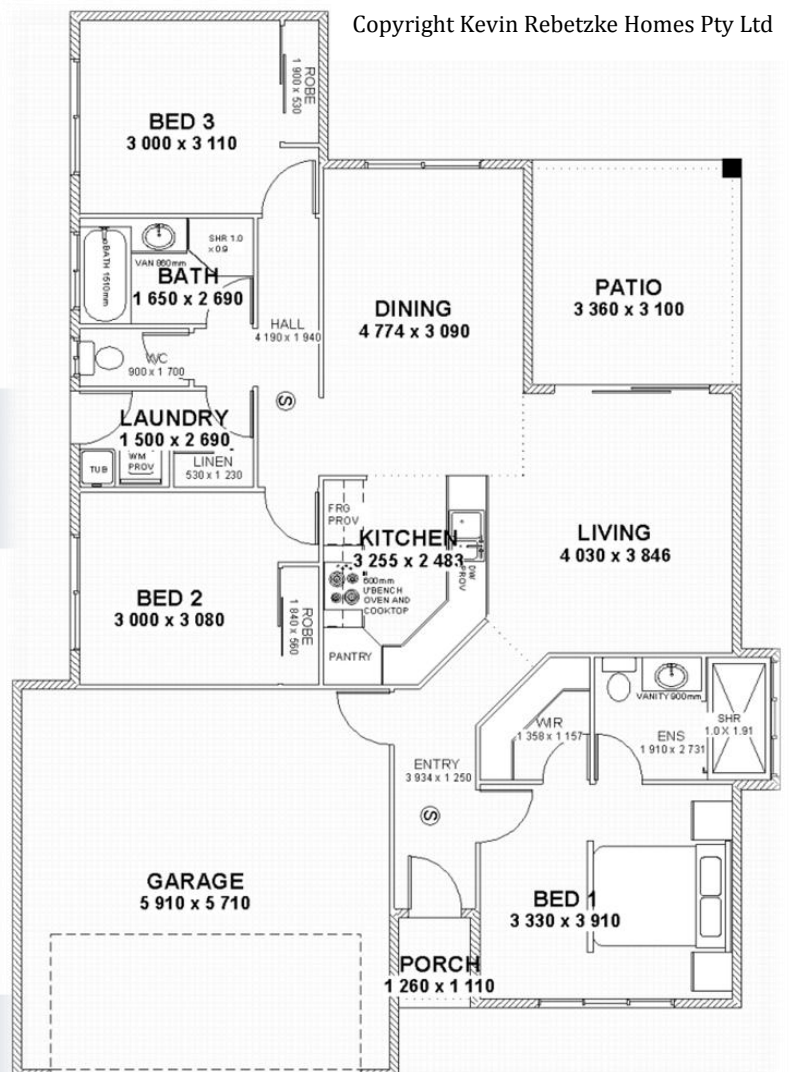 Copyright Kevin Rebetzke Homes Pty Ltd
ROBE
1 900 x 530
BED 3
3 000 x 3 110
SHR 1.0
x 0.9
BATH 1510mm
VAN 860mm
BATH
1 650 x 2 690
HALL
4 190 x 1 940
DINING
4 774 x 3 090
PATIO
3 360 x 3 100
WC
900 x 1 700
S
LAUNDRY
1 500 x 2 690
TUB
WM
PROV
LINEN
530 x 1 230
FRG
PROV
KITCHEN
3 255 x 2 483
DW
PROV
600mm
U'BENCH
OVEN AND
COOKTOP
PANTRY
LIVING
4 030 x 3 846
BED 2
3 000 x 3 080
ROBE
1 840 x 560
WIR
1 358 x 1 157
VANITY 900mm
ENS
1 910 x 2 731
SHR
1.0 X 1.91
ENTRY
3 934 x 1 250
S
GARAGE
5 910 x 5 710
BED 1
3 330 x 3 910
PORCH
1 260 x 1 110